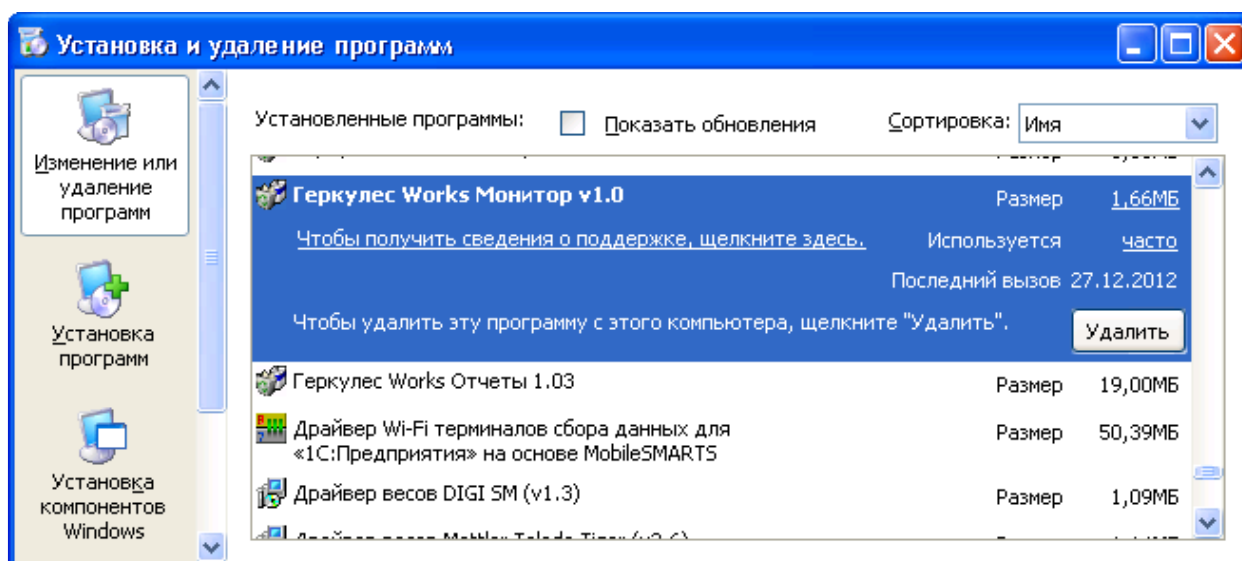 Установка и удаление программ
Изменение или
удаление
программ
Установка
программ
Установка
компонентов
Windows
Установленные программы: Показать обновления Сортировка: Имя
Геркулес Works Монитор v1.0 Размер 1,66МБ
Чтобы получить сведения о поддержке, щелкните здесь. Используется часто
Последний вызов 27.12.2012
Чтобы удалить эту программу с этого компьютера, щелкните "Удалить". Удалить
Геркулес Works Отчеты 1.03 Размер 19,00МБ
Драйвер Wi-Fi терминалов сбора данных для
«1С:Предприятия» на основе MobileSMARTS Размер 50,39МБ
Драйвер весов DIGI SM (v1.3) Размер 1,09МБ